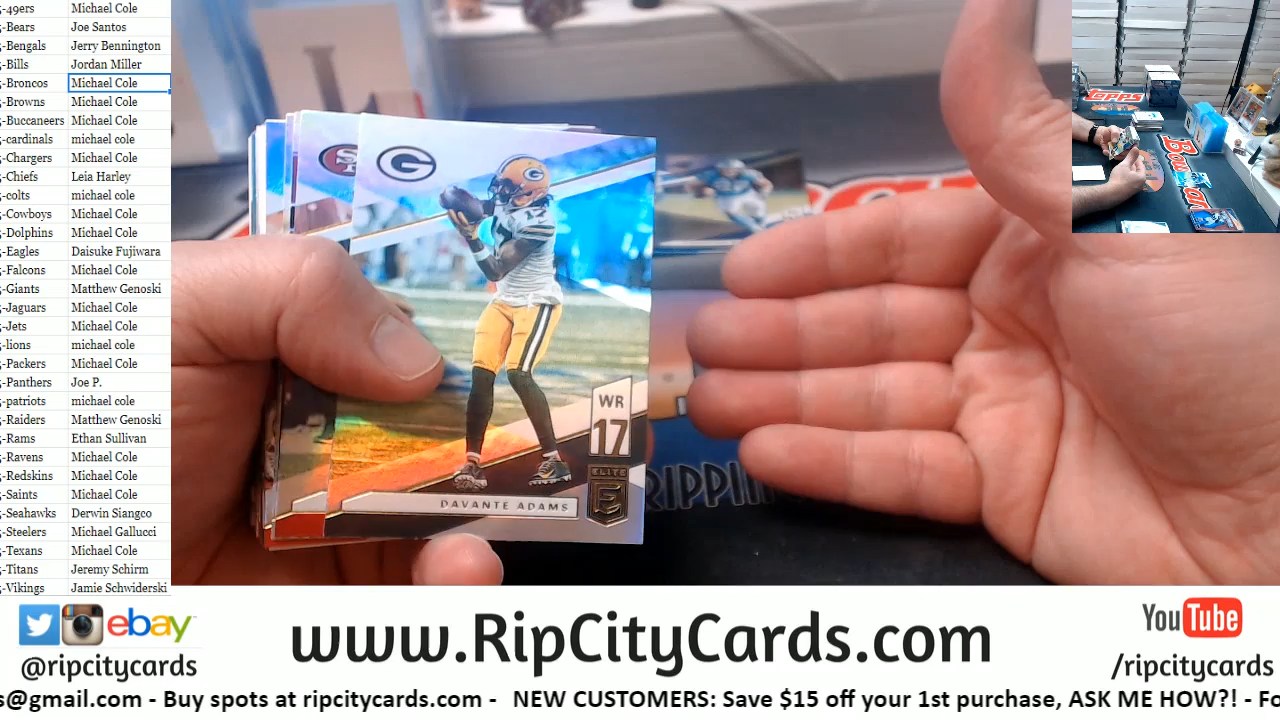 ;-49ers Michael Cole
;-Bears Joe Santos
;-Bengals Jerry Bennington
;-Bills Jordan Miller
;-Broncos Michael Cole
;-Browns Michael Cole
;-Buccaneers Michael Cole
;-cardinals michael cole
;-Chargers Michael Cole
;-Chiefs Leia Harley
;-colts michael cole
;-Cowboys Michael Cole
;-Dolphins Michael Cole
;-Eagles Daisuke Fujiwara
;-Falcons Michael Cole
;-Giants Matthew Genoski
;-Jaguars Michael Cole
;-Jets Michael Cole
;-lions michael cole
;-Packers Michael Cole
;-Panthers Joe P.
;-patriots michael cole
;-Raiders Matthew Genoski
;-Rams Ethan Sullivan
;-Ravens Michael Cole
;-Redskins Michael Cole
;-Saints Michael Cole
;-Seahawks Derwin Siangco
;-Steelers Michael Gallucci
;-Texans Michael Cole
;-Titans Jeremy Schirm
;-Vikings Jamie Schwiderski
topps
SF
G
17
WR
17
ELITE
E
DAVANTE ADAMS
RIPPIN
ebay
@ripcitycards
www.RipCityCards.com
YouTube
/ripcitycards
s@gmail.com - Buy spots at ripcitycards.com - NEW CUSTOMERS: Save $15 off your 1st purchase, ASK ME HOW?! - Fo